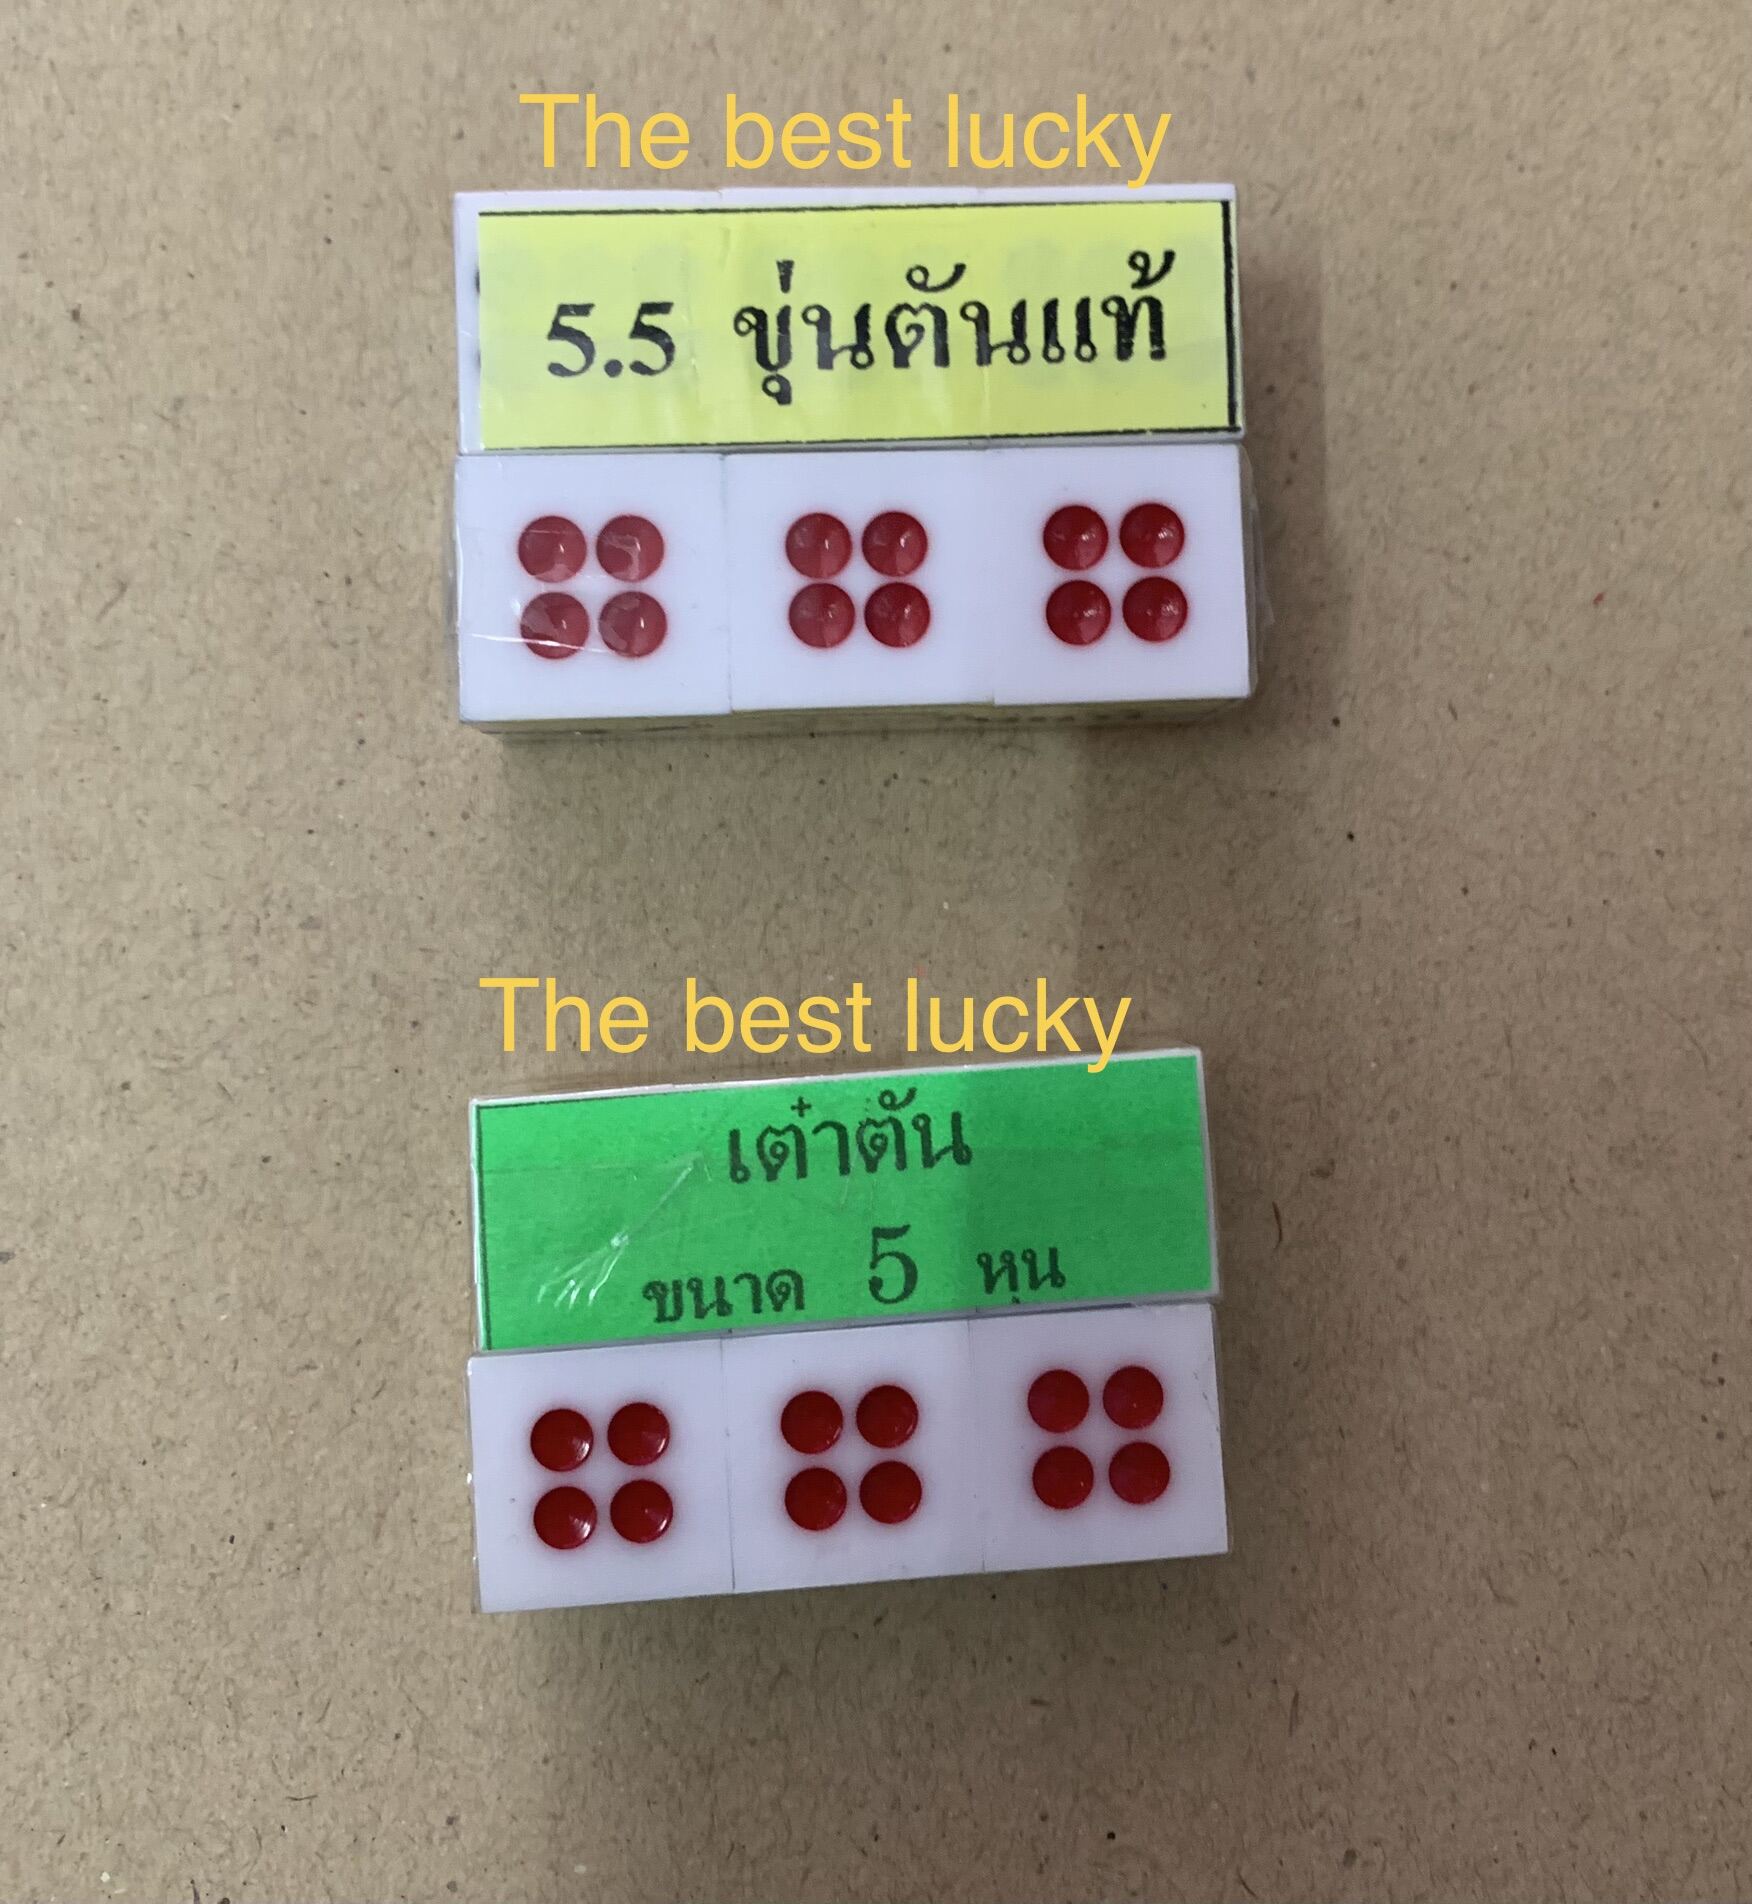 The best lucky
5.5 ขุ่นตันแท้
The best lucky
เต๋าตัน
ขนาด 5 หุน